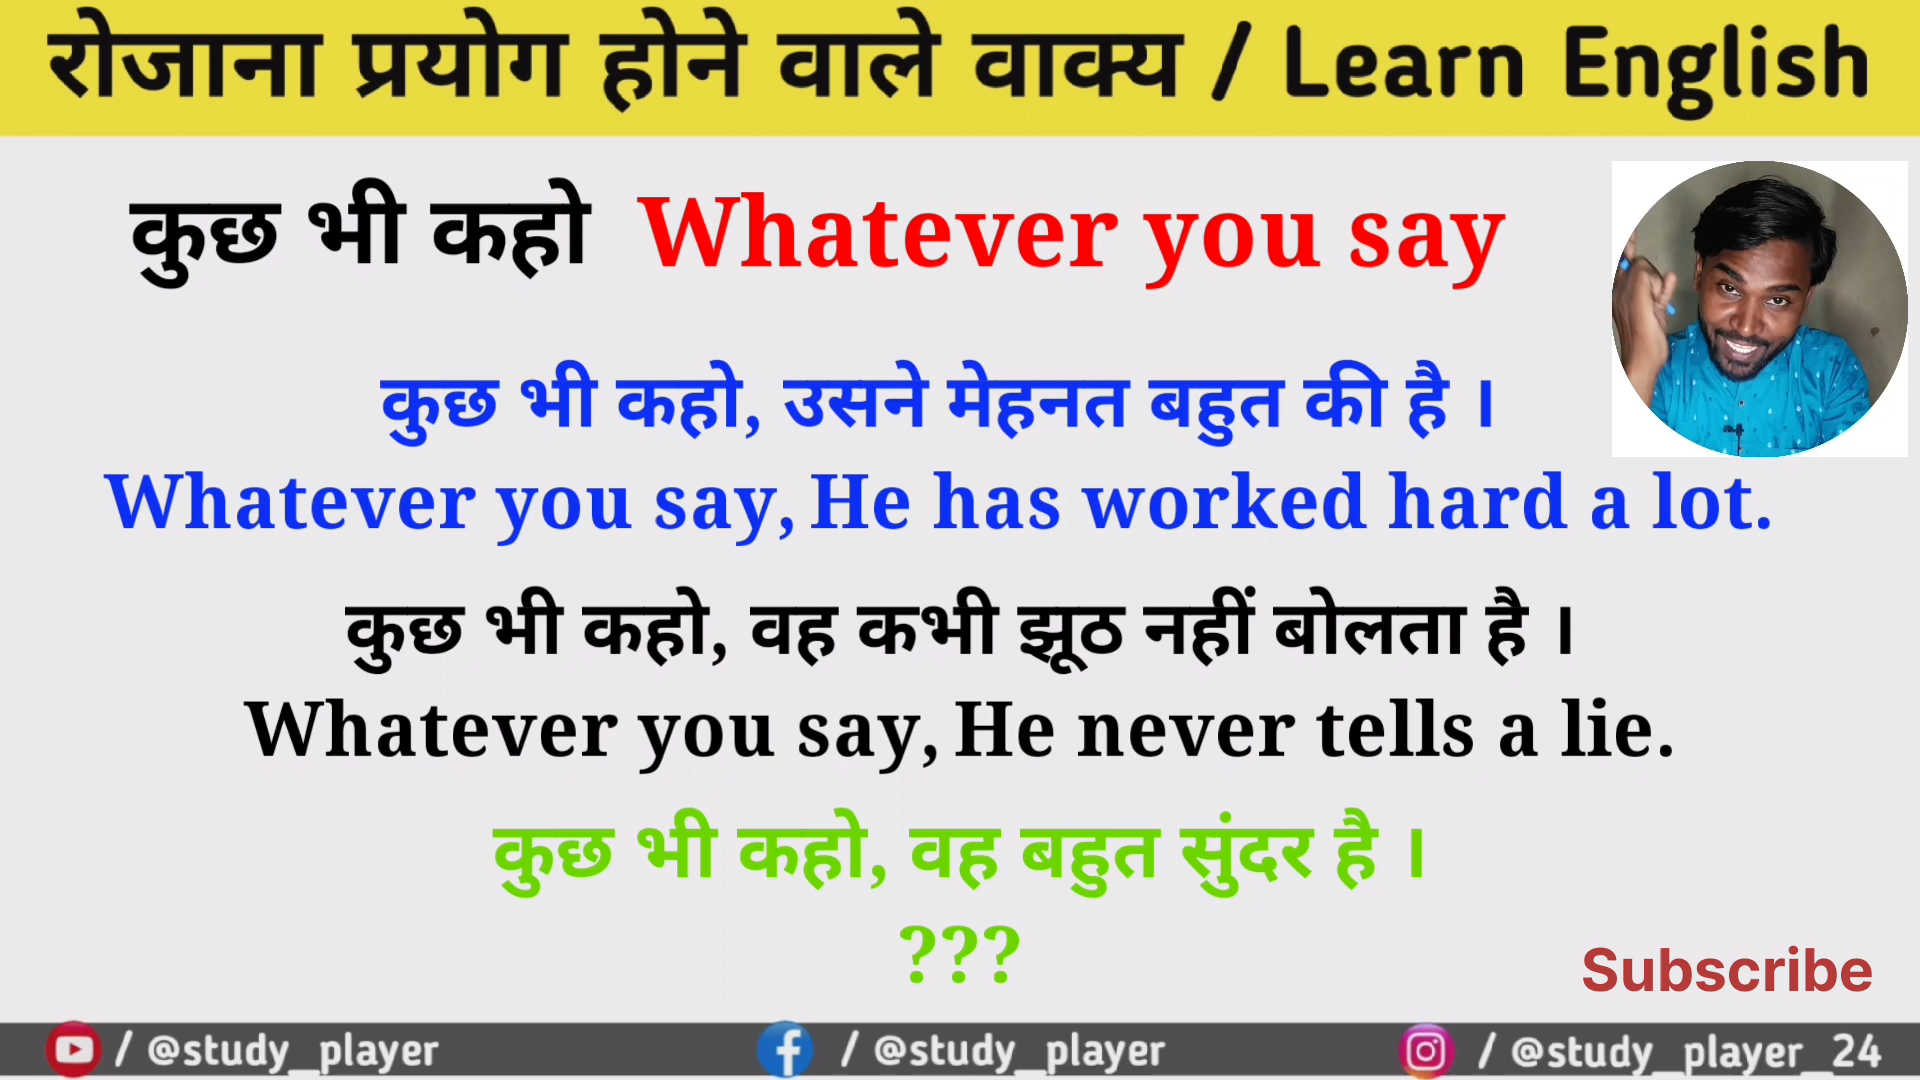 रोजाना प्रयोग होने वाले वाक्य / Learn English
कुछ भी कहो Whatever you say
कुछ भी कहो, उसने मेहनत बहुत की है ।
Whatever you say, He has worked hard a lot.
कुछ भी कहो, वह कभी झूठ नहीं बोलता है ।
Whatever you say, He never tells a lie.
कुछ भी कहो, वह बहुत सुंदर है ।
???
Subscribe
/ @study_player / @study_player / @study_player_24